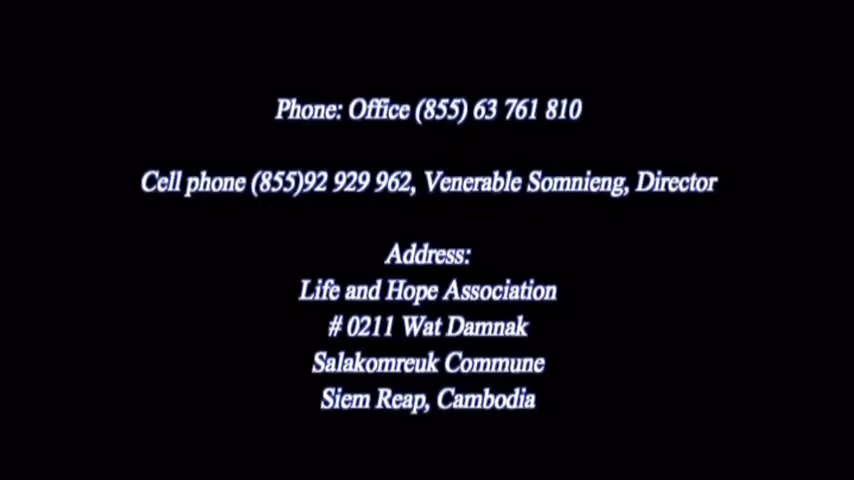 Phone: Office (855) 63 761 810
Cell phone (855)92 929 962, Venerable Somnieng, Director
Address:
Life and Hope Association
# 0211 Wat Damnak
Salakomreuk Commune
Siem Reap, Cambodia